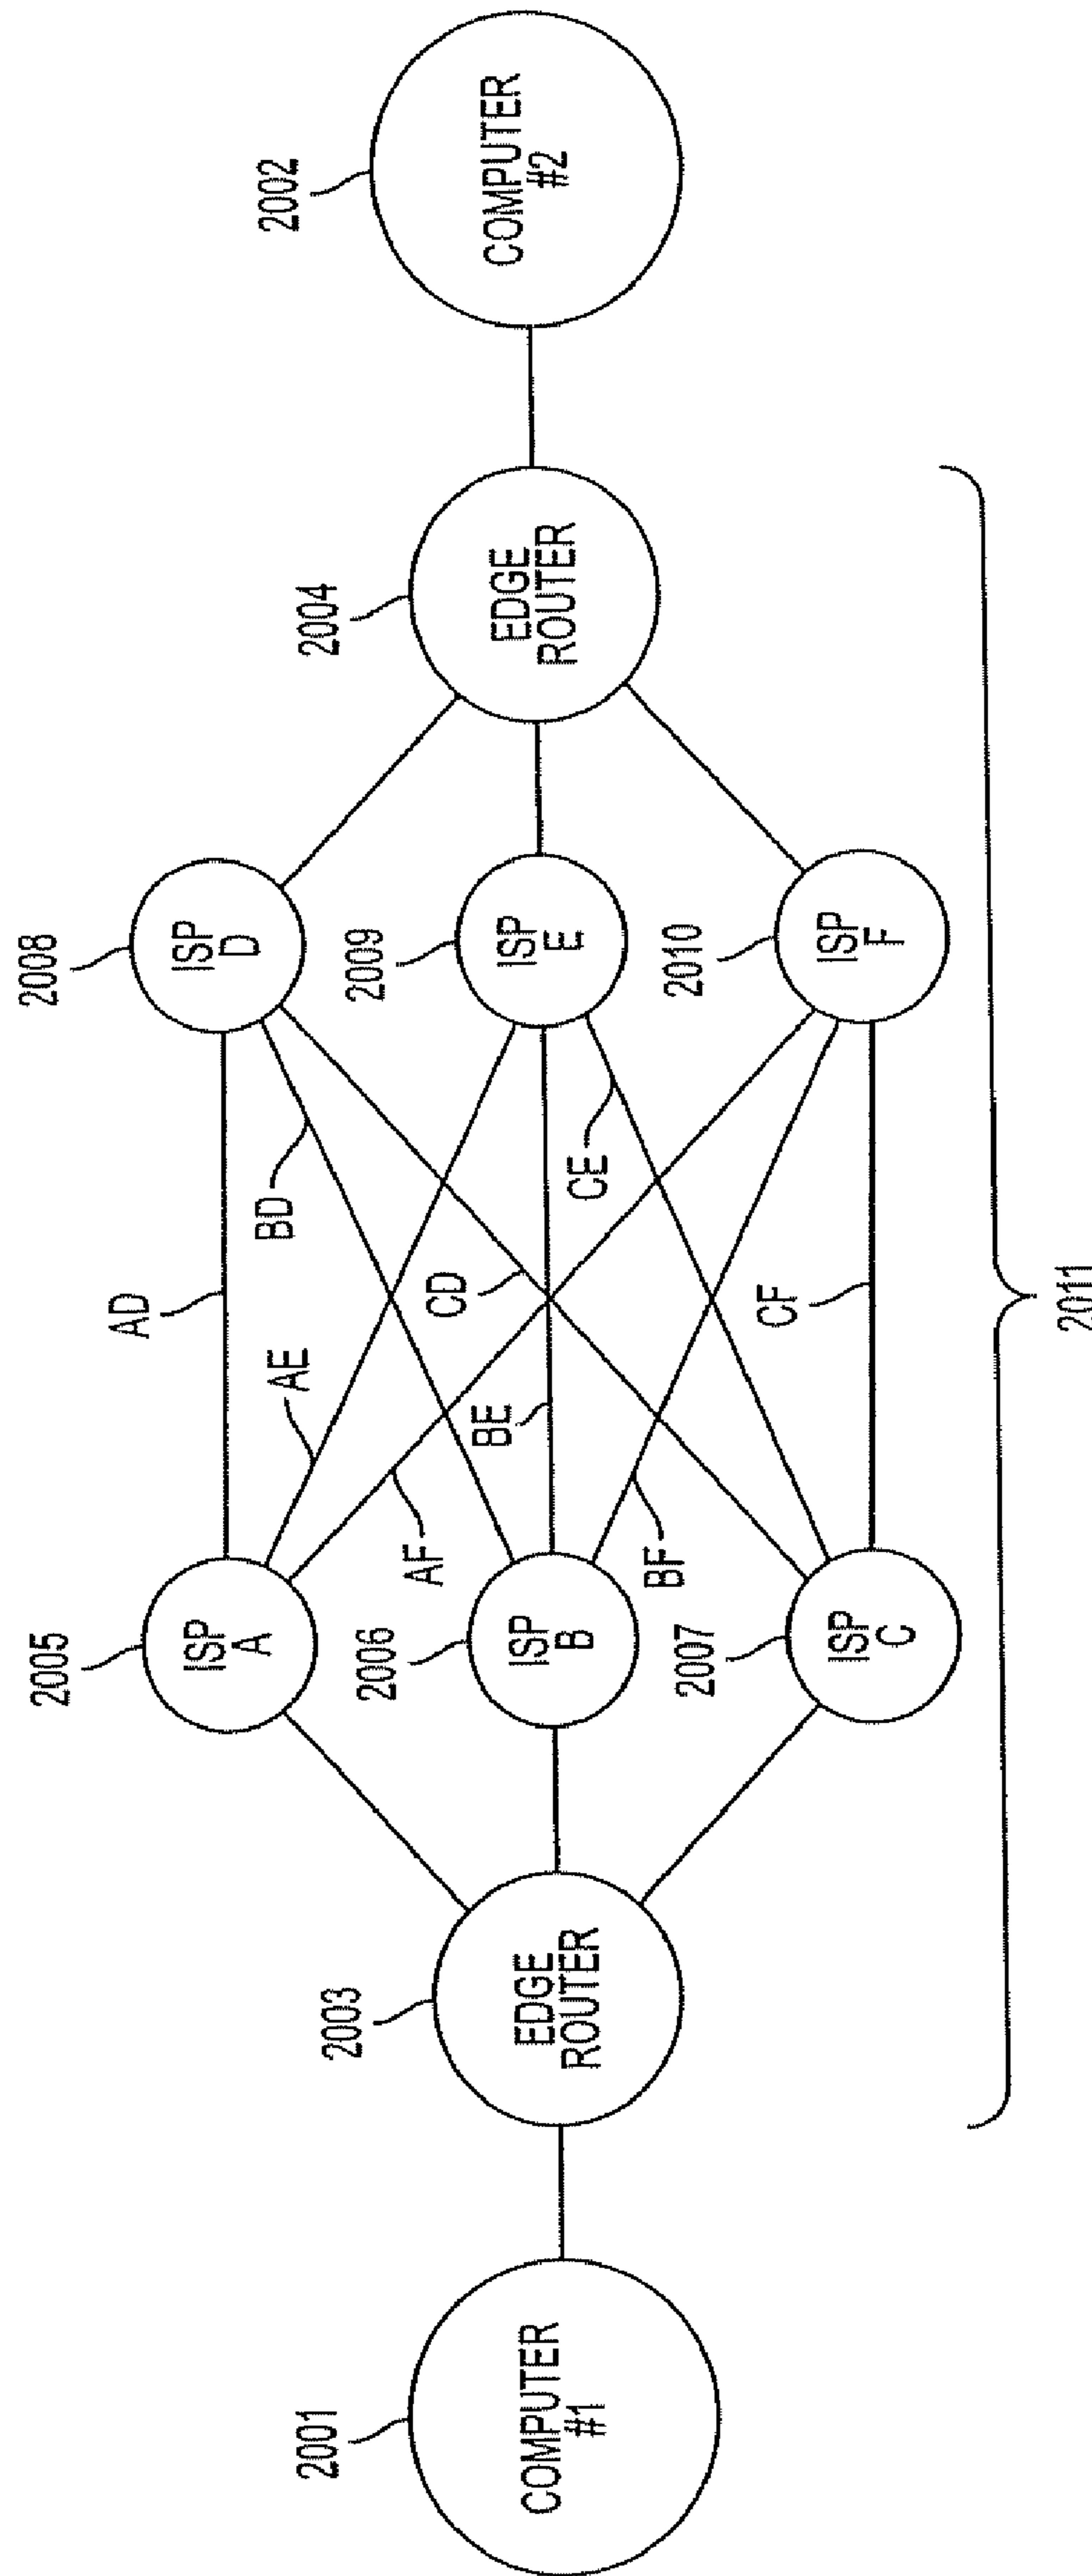 2001
COMPUTER
#1
2003
EDGE
ROUTER
2005
ISP
A
2006
ISP
B
2007
ISP
C
AD
AE
BD
AF
CD
BE
CE
BF
CF
2008
ISP
D
2009
ISP
E
2010
ISP
F
2004
EDGE
ROUTER
2002
COMPUTER
#2
2011